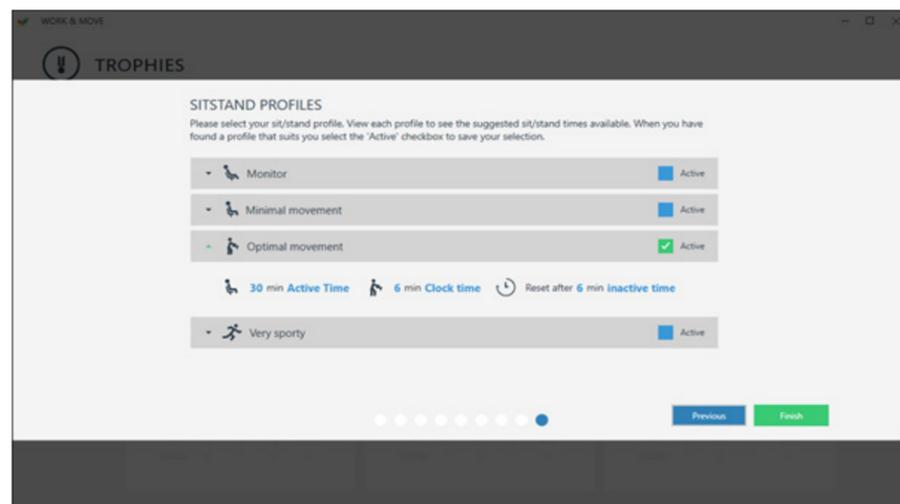 WORK & MOVE
TROPHIES
SITSTAND PROFILES
Please select your sit/stand profile. View each profile to see the suggested sit/stand times available. When you have
found a profile that suits you select the 'Active' checkbox to save your selection.
Monitor Active
Minimal movement Active
Optimal movement Active
30 min Active Time 6 min Clock time Reset after 6 min inactive time
Very sporty Active
Previous Finish